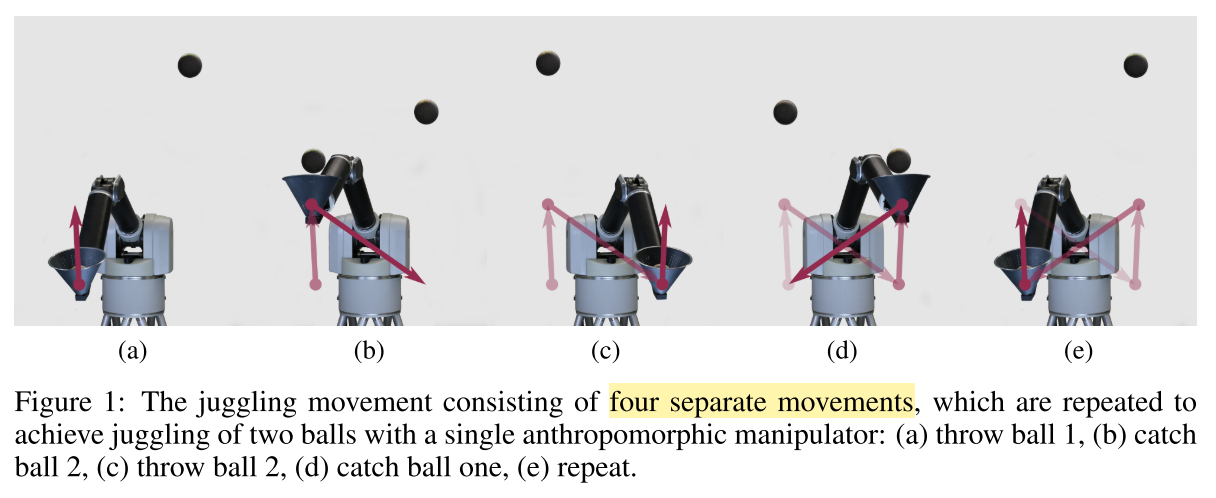 (a) (b) (c) (d) (e)
Figure 1: The juggling movement consisting of four separate movements, which are repeated to
achieve juggling of two balls with a single anthropomorphic manipulator: (a) throw ball 1, (b) catch
ball 2, (c) throw ball 2, (d) catch ball one, (e) repeat.